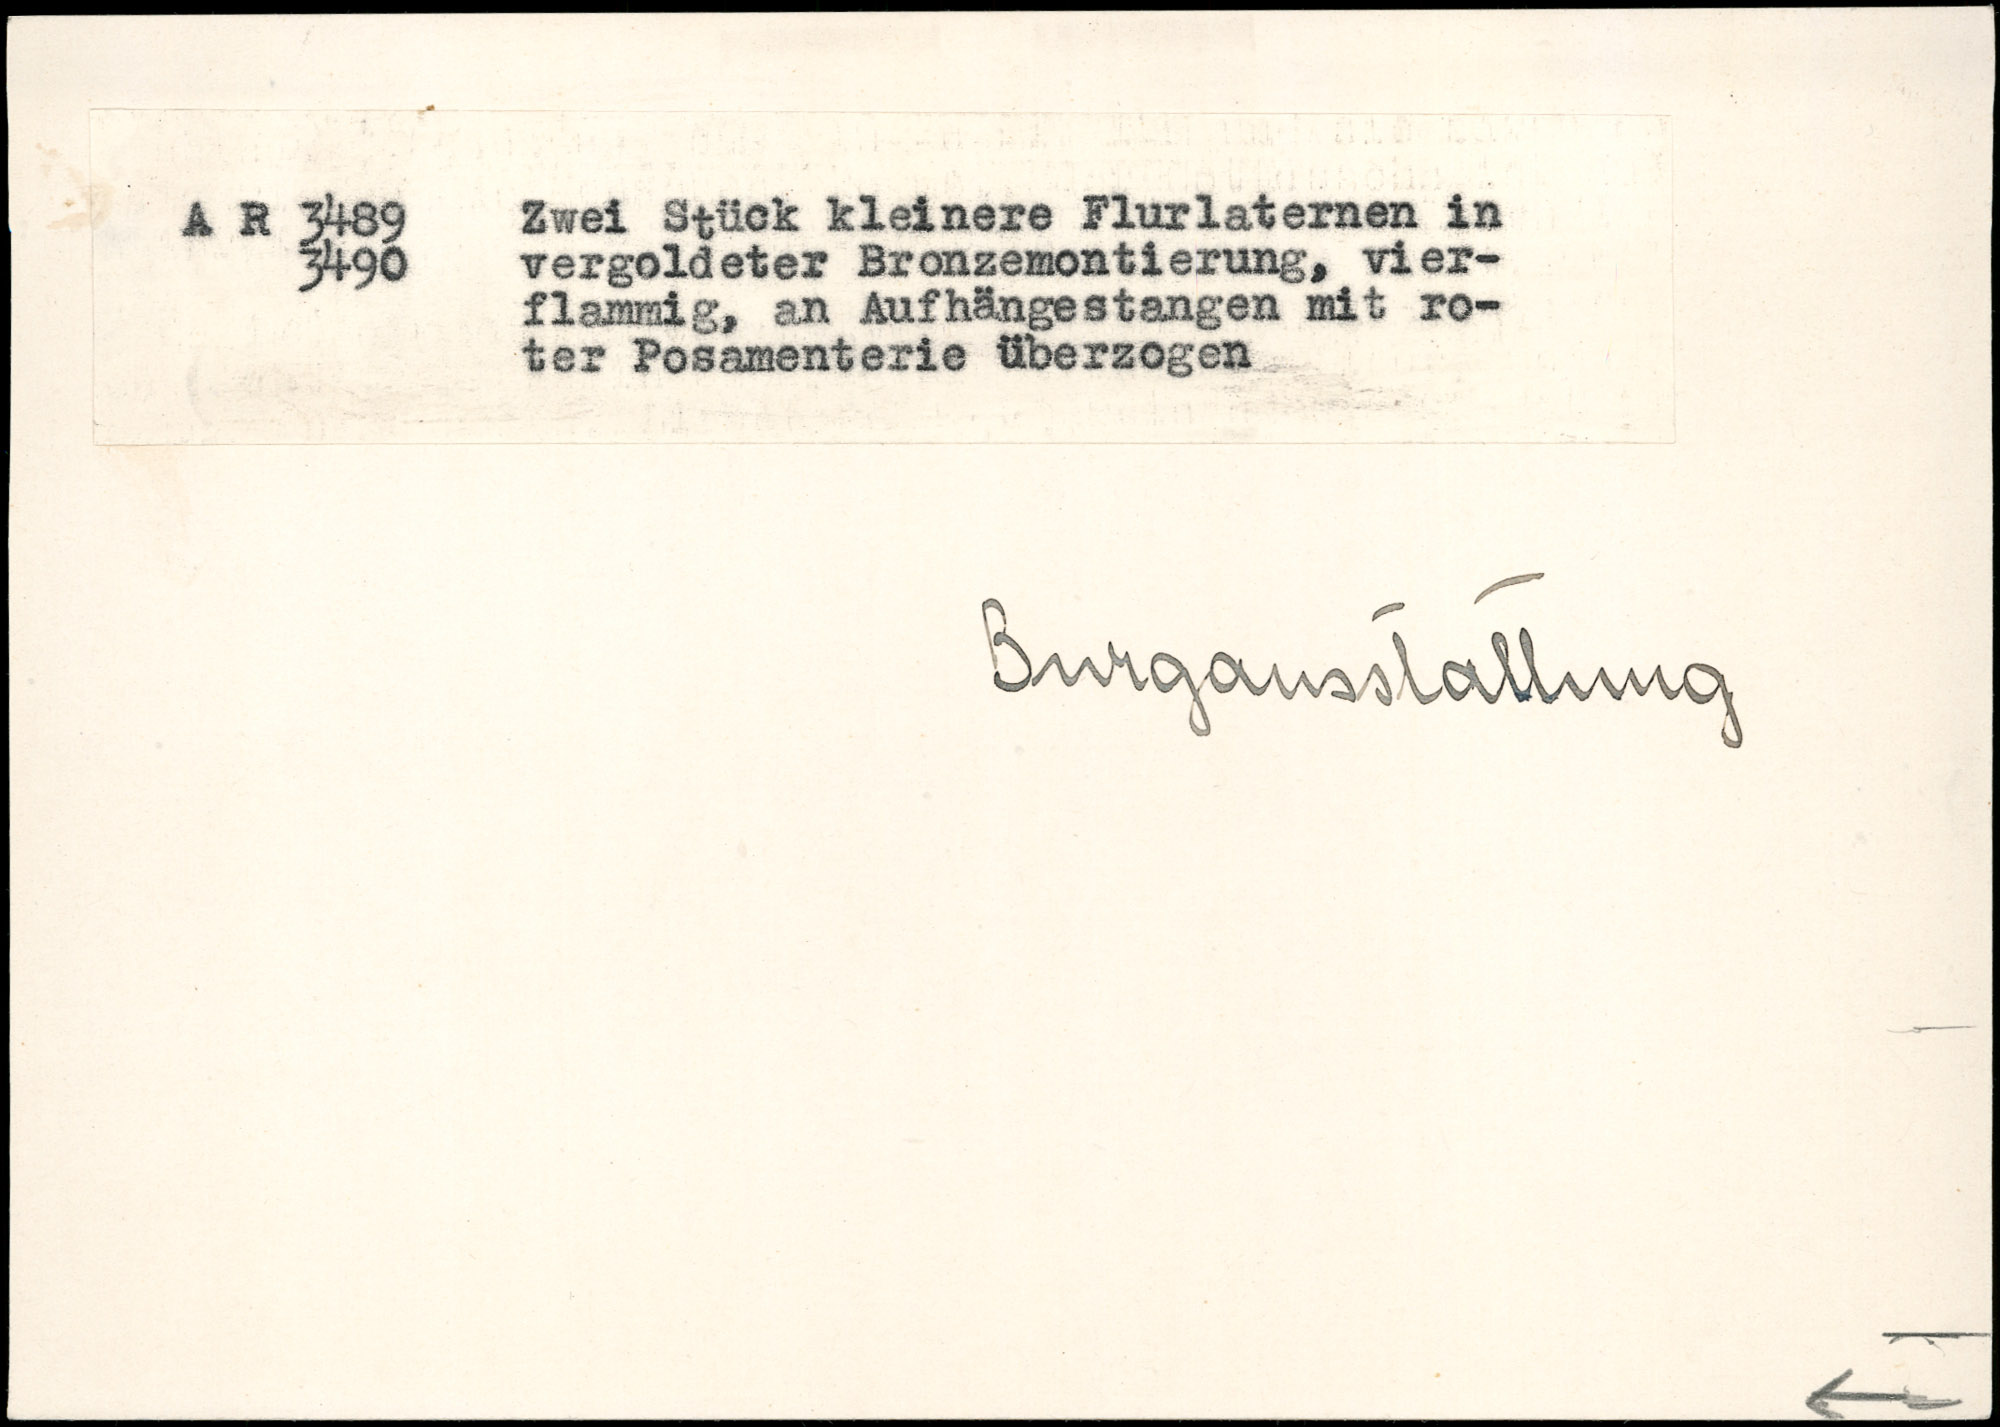 A R 3489 Zwei Stück kleinere Flurlaternen in
3490 vergoldeter Bronzemontierung, vier-
flammig, an Aufhängestangen mit ro-
ter Posamenterie überzogen
Burgausstattung